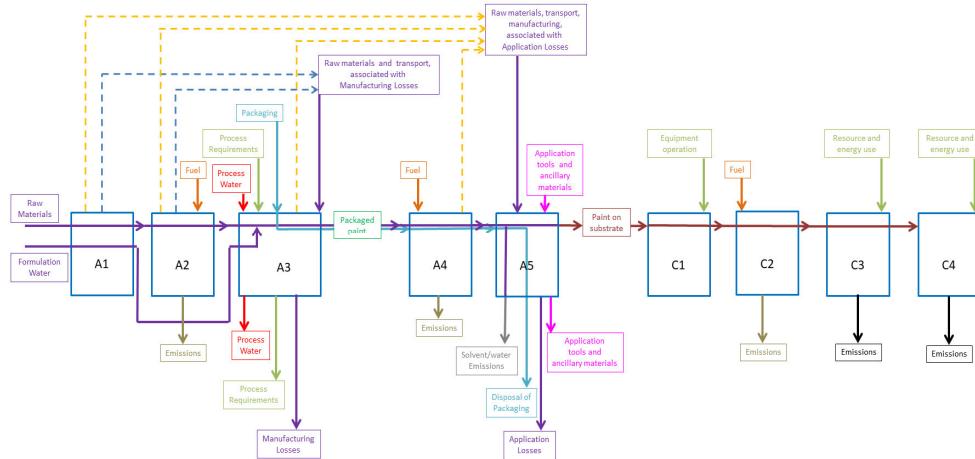 Raw materials, transport,
manufacturing,
associated with
Application Losses
Raw materials and transport,
associated with
Manufacturing Losses
Packaging
Process
Requirements
Equipment
operation
Resource and
energy use
Resource and
energy use
Fuel
Process
Water
Fuel
Application
tools and
ancillary
materials
Fuel
Raw
Materials
Packaged
paint
Paint on
substrate
Formulation
Water
A1
A2
A3
A4
A5
C1
C2
C3
C4
Emissions
Process
Water
Emissions
Solvent/water
Emissions
Application
tools and
ancillary materials
Emissions
Emissions
Emissions
Process
Requirements
Disposal of
Packaging
Manufacturing
Losses
Application
Losses